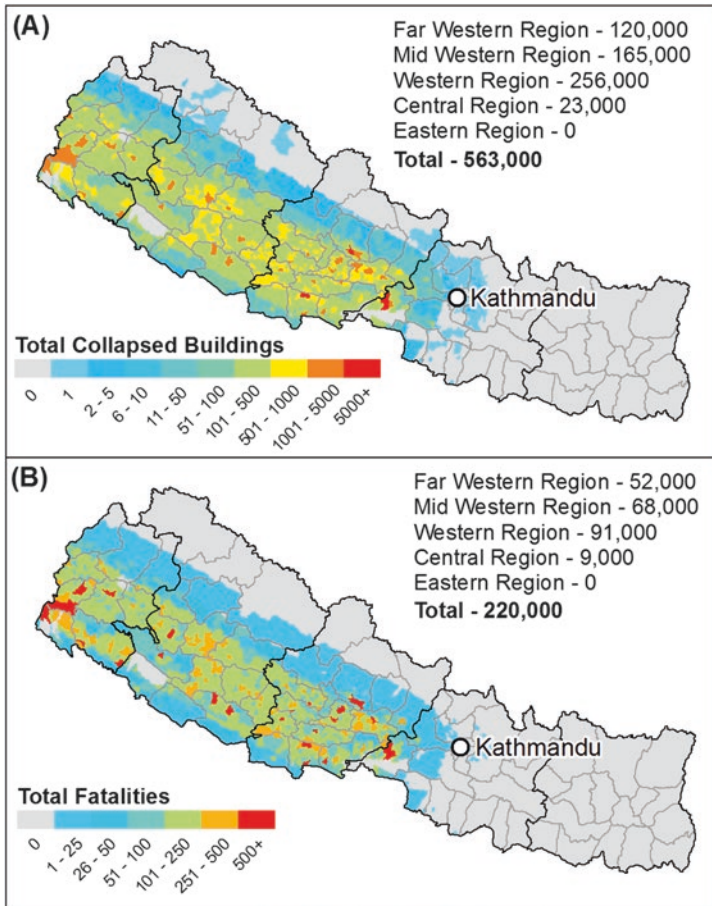 (A)
Far Western Region - 120,000
Mid Western Region - 165,000
Western Region - 256,000
Central Region - 23,000
Eastern Region - 0
Total - 563,000
Kathmandu
Total Collapsed Buildings
0
1
2 - 5
6 - 10
11 - 50
51 - 100
101 - 500
501 - 1000
1001 - 5000
5000+
(B)
Far Western Region - 52,000
Mid Western Region - 68,000
Western Region - 91,000
Central Region - 9,000
Eastern Region - 0
Total - 220,000
Kathmandu
Total Fatalities
0
1 - 25
26 - 50
51 - 100
101 - 250
251 - 500
500+